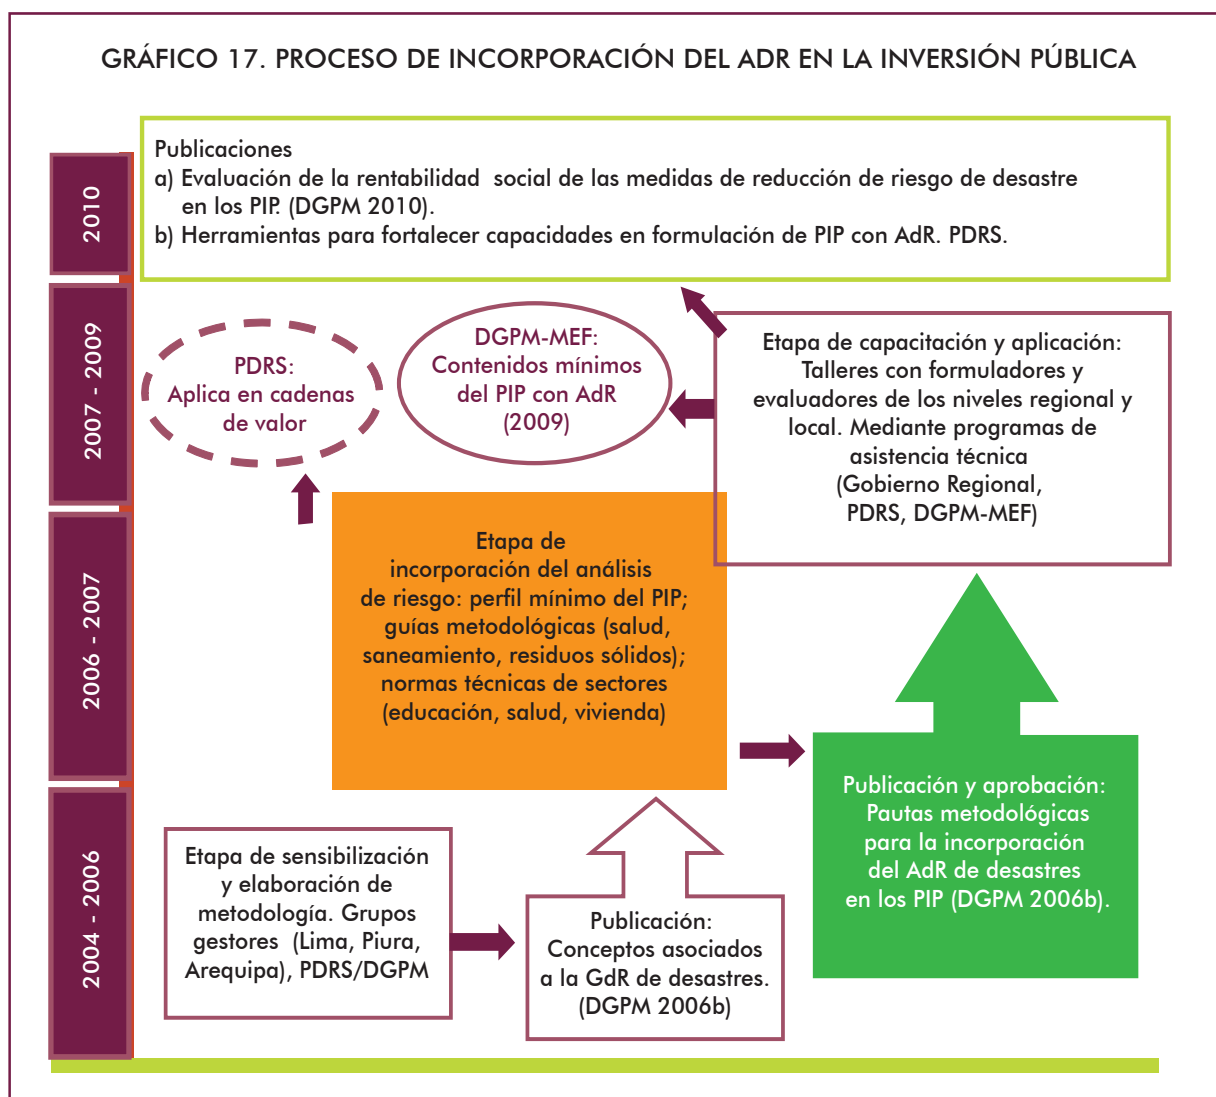 GRÁFICO 17. PROCESO DE INCORPORACIÓN DEL ADR EN LA INVERSIÓN PÚBLICA
2010
Publicaciones
a) Evaluación de la rentabilidad social de las medidas de reducción de riesgo de desastre
en los PIP. (DGPM 2010).
b) Herramientas para fortalecer capacidades en formulación de PIP con AdR. PDRS.
2007 - 2009
PDRS:
Aplica en cadenas
de valor
DGPM-MEF:
Contenidos mínimos
del PIP con AdR
(2009)
Etapa de capacitación y aplicación:
Talleres con formuladores y
evaluadores de los niveles regional y
local. Mediante programas de
asistencia técnica
(Gobierno Regional,
PDRS, DGPM-MEF)
2006 - 2007
Etapa de
incorporación del análisis
de riesgo: perfil mínimo del PIP;
guías metodológicas (salud,
saneamiento, residuos sólidos);
normas técnicas de sectores
(educación, salud, vivienda)
Publicación y aprobación:
Pautas metodológicas
para la incorporación
del AdR de desastres
en los PIP (DGPM 2006b).
2004 - 2006
Etapa de sensibilización
y elaboración de
metodología. Grupos
gestores (Lima, Piura,
Arequipa), PDRS/DGPM
Publicación:
Conceptos asociados
a la GdR de desastres.
(DGPM 2006b)